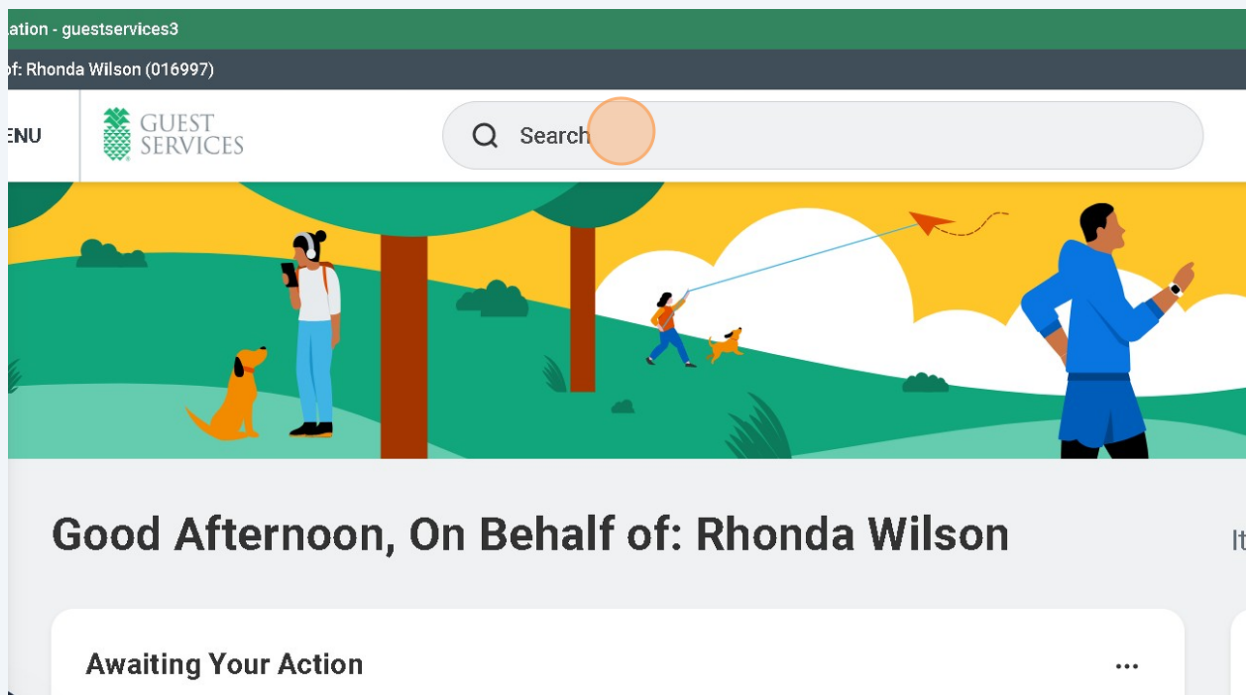 ation - guestservices3
of: Rhonda Wilson (016997)
ENU
GUEST
SERVICES
Search
Good Afternoon, On Behalf of: Rhonda Wilson
It
Awaiting Your Action